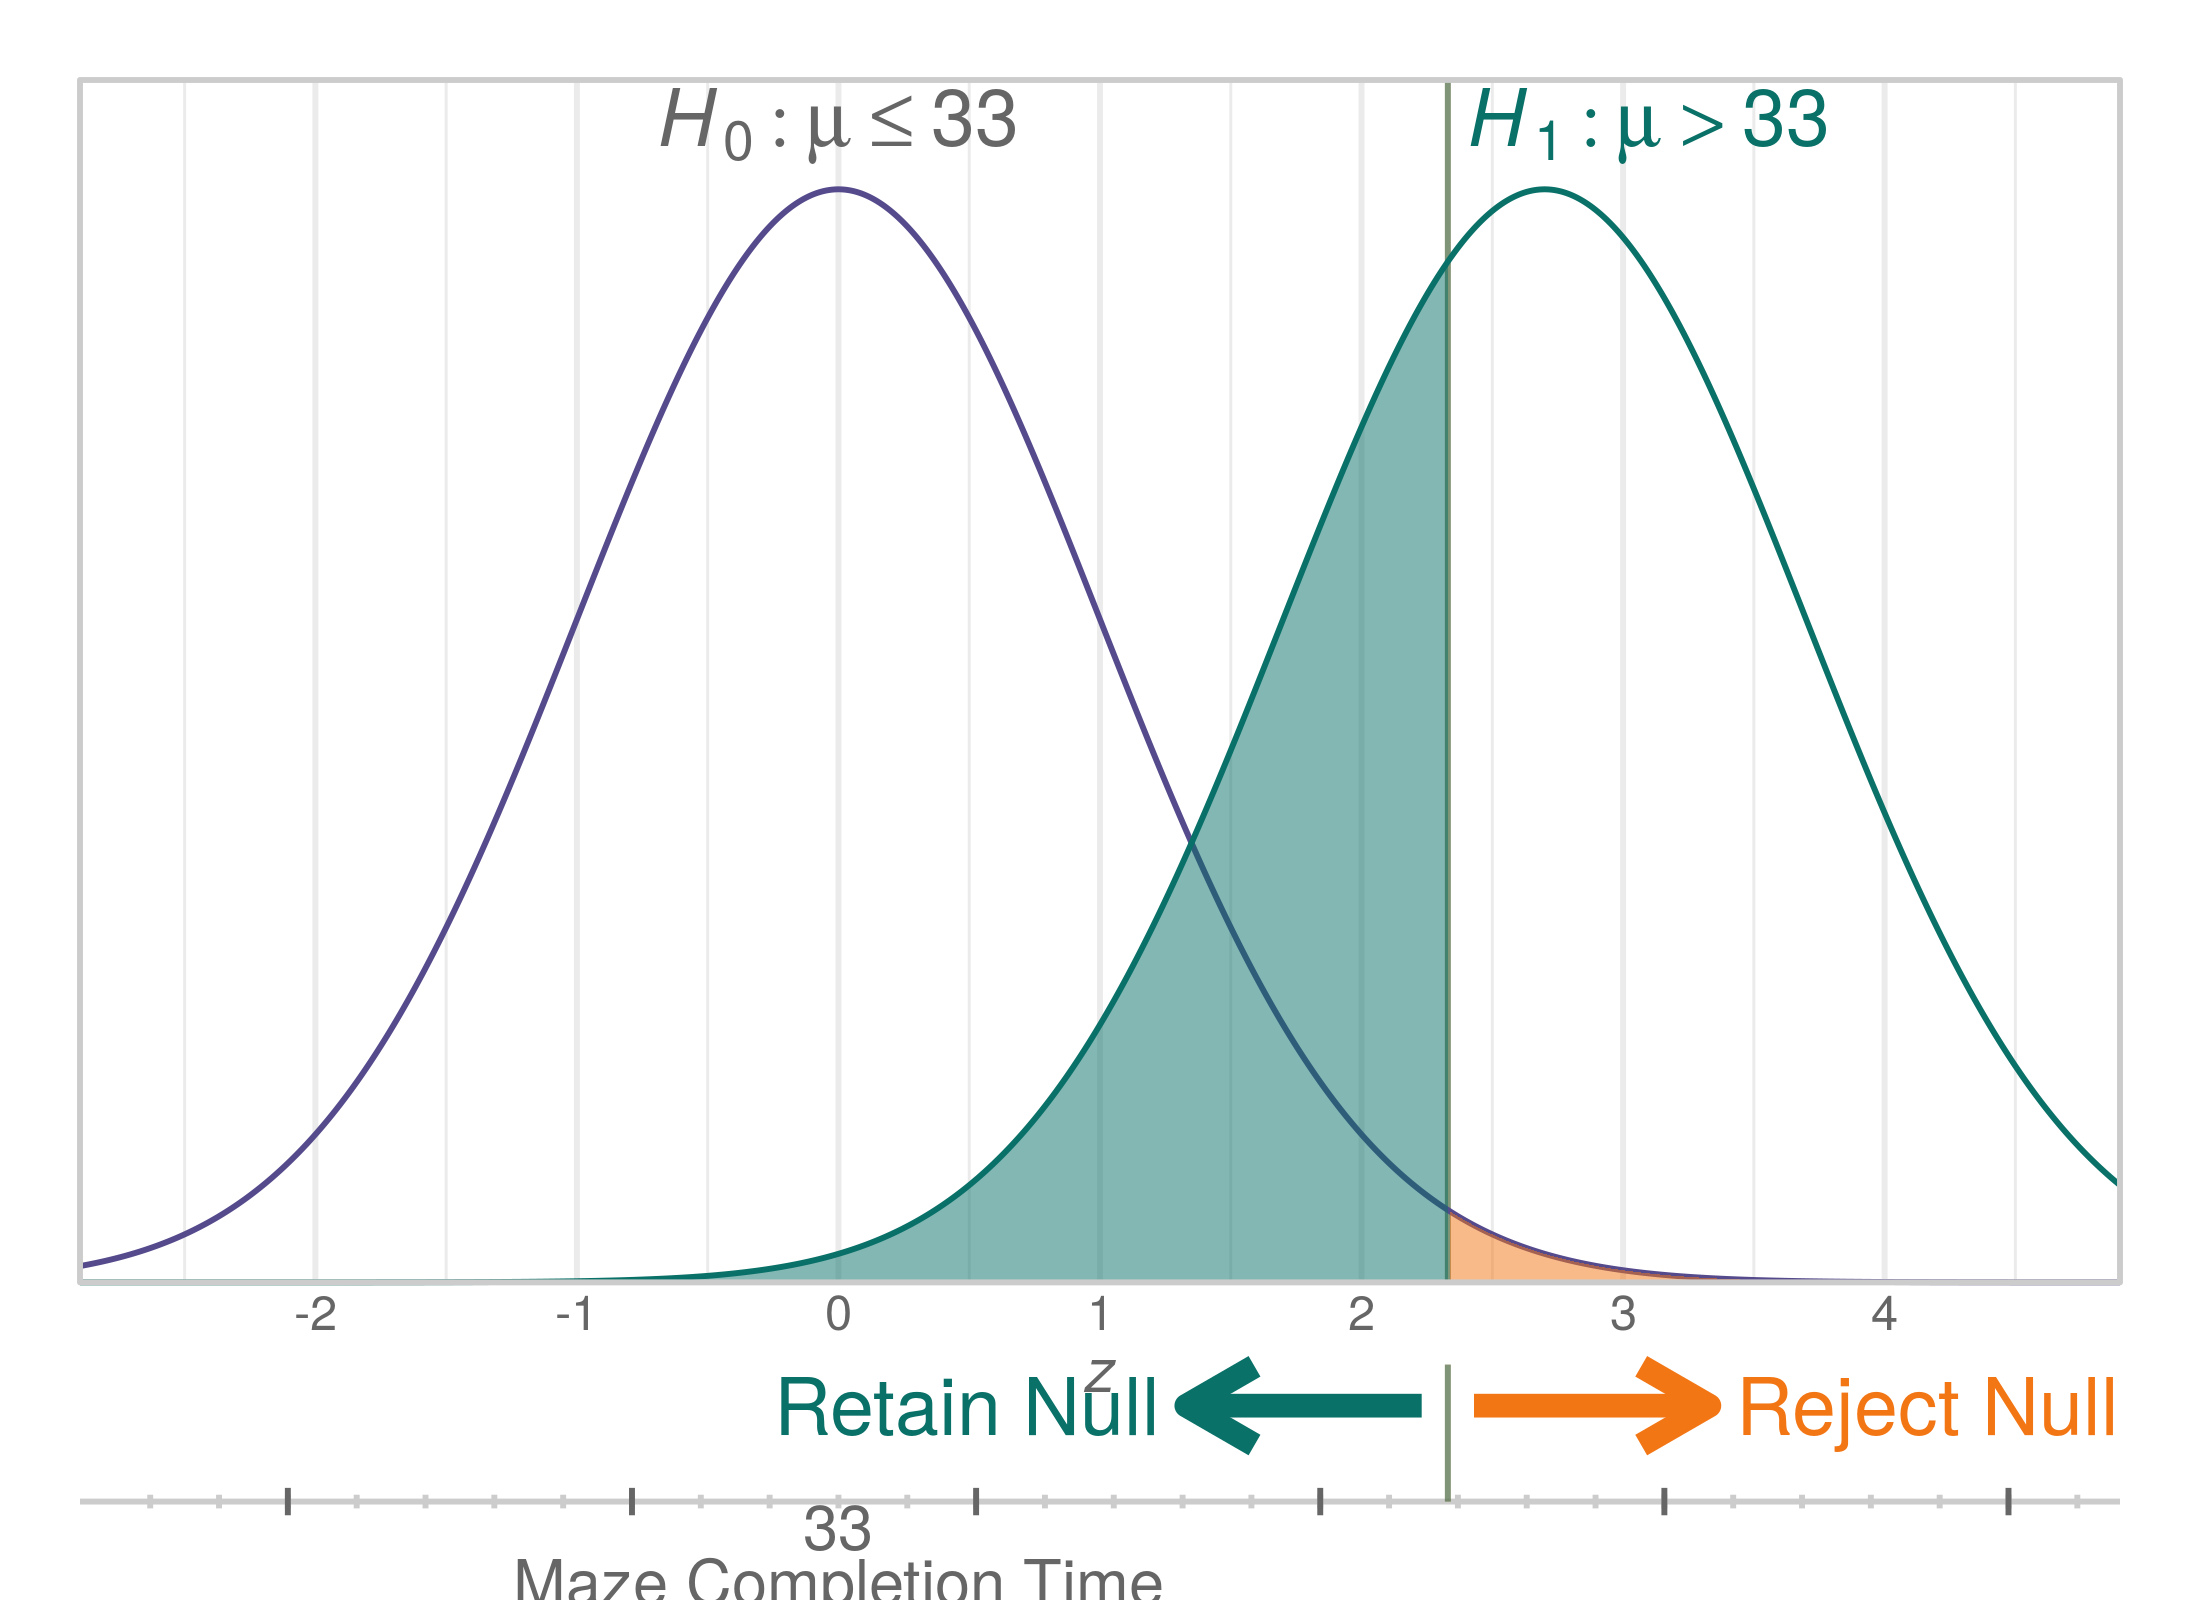 H0 : μ ≤ 33 H1 : μ > 33
-2 -1 0 1 2 3 4
z
Retain Null Reject Null
33
Maze Completion Time